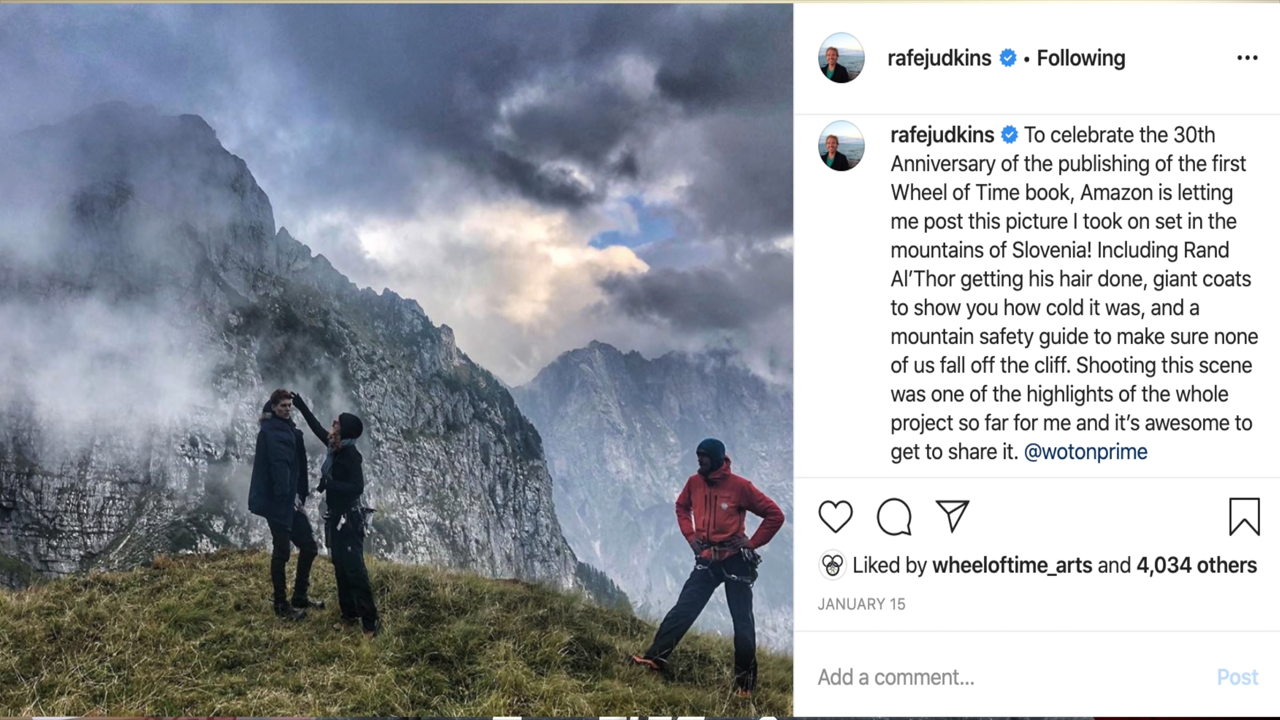 rafejudkins • Following
rafejudkins To celebrate the 30th
Anniversary of the publishing of the first
Wheel of Time book, Amazon is letting
me post this picture I took on set in the
mountains of Slovenia! Including Rand
Al’Thor getting his hair done, giant coats
to show you how cold it was, and a
mountain safety guide to make sure none
of us fall off the cliff. Shooting this scene
was one of the highlights of the whole
project so far for me and it’s awesome to
get to share it. @wotonprime
Liked by wheeloftime_arts and 4,034 others
JANUARY 15
Add a comment... Post